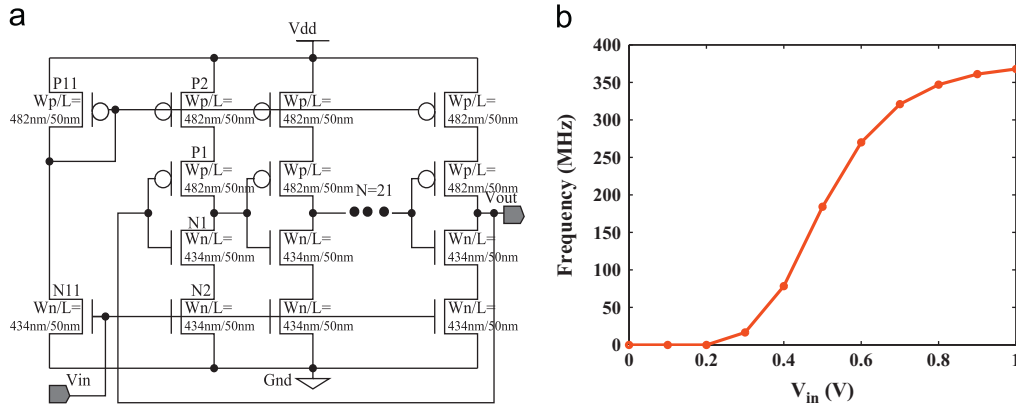 a
Vdd
P11
P2
Wp/L=
482nm/50nm
Wp/L=
482nm/50nm
Wp/L=
482nm/50nm
Wp/L=
482nm/50nm
P1
Wp/L=
482nm/50nm
Wp/L=
482nm/50nm
Wp/L=
482nm/50nm
N=21
Vout
N1
Wn/L=
434nm/50nm
Wn/L=
434nm/50nm
Wn/L=
434nm/50nm
N11
N2
Wn/L=
434nm/50nm
Wn/L=
434nm/50nm
Wn/L=
434nm/50nm
Wn/L=
434nm/50nm
Vin
Gnd
b
Frequency (MHz)
400
350
300
250
200
150
100
50
0
0 0.2 0.4 0.6 0.8 1
Vin (V)